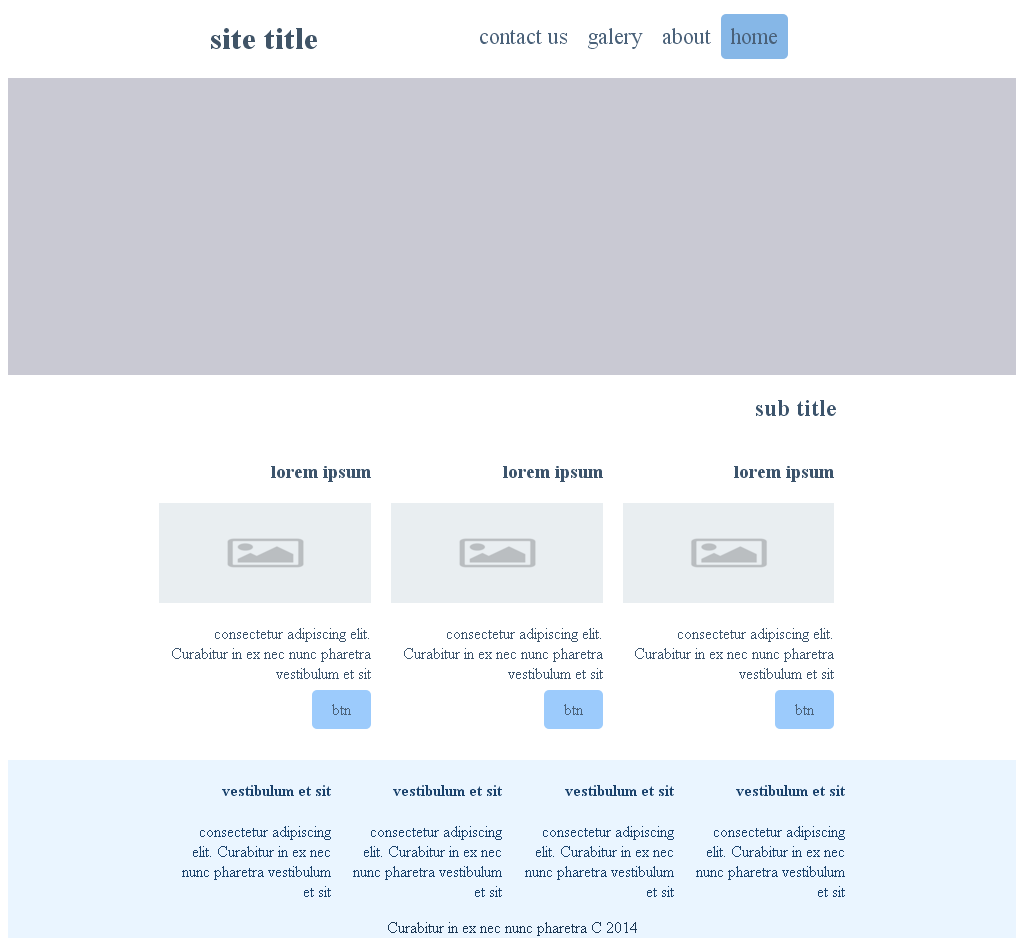 site title
contact us galery about home
sub title
lorem ipsum
consectetur adipiscing elit.
Curabitur in ex nec nunc pharetra
vestibulum et sit
btn
lorem ipsum
consectetur adipiscing elit.
Curabitur in ex nec nunc pharetra
vestibulum et sit
btn
lorem ipsum
consectetur adipiscing elit.
Curabitur in ex nec nunc pharetra
vestibulum et sit
btn
vestibulum et sit
consectetur adipiscing
elit. Curabitur in ex nec
nunc pharetra vestibulum
et sit
vestibulum et sit
consectetur adipiscing
elit. Curabitur in ex nec
nunc pharetra vestibulum
et sit
vestibulum et sit
consectetur adipiscing
elit. Curabitur in ex nec
nunc pharetra vestibulum
et sit
vestibulum et sit
consectetur adipiscing
elit. Curabitur in ex nec
nunc pharetra vestibulum
et sit
Curabitur in ex nec nunc pharetra C 2014